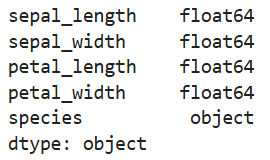 sepal_length    float64
sepal_width     float64
petal_length    float64
petal_width     float64
species          object
dtype: object